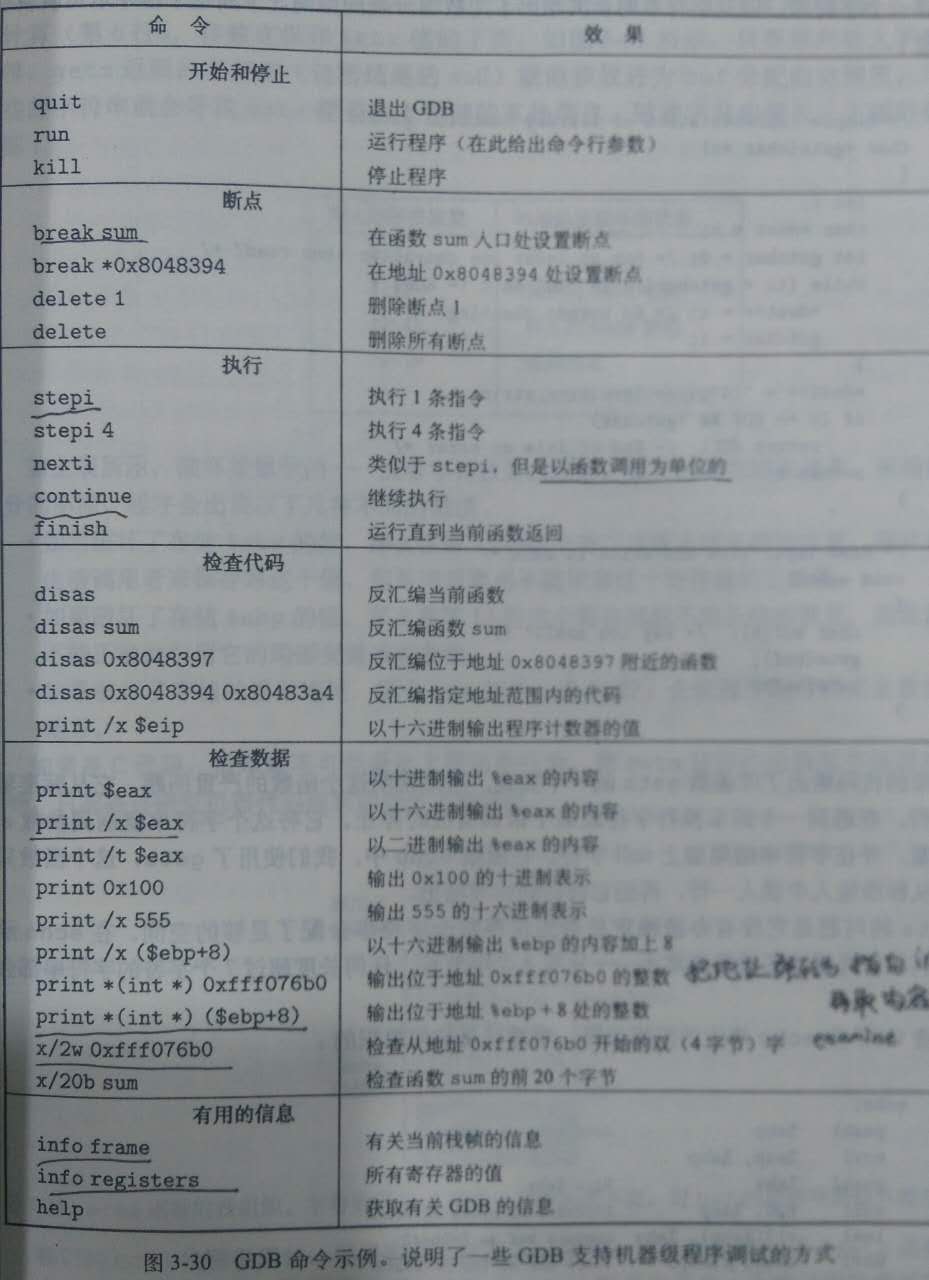 命 令 效 果
开始和停止
quit 退出 GDB
run 运行程序（在此给出命令行参数）
kill 停止程序
断点
break sum 在函数 sum 入口处设置断点
break *0x8048394 在地址 0x8048394 处设置断点
delete 1 删除断点 1
delete 删除所有断点
执行
stepi 执行 1 条指令
stepi 4 执行 4 条指令
nexti 类似于 stepi，但是以函数调用为单位的
continue 继续执行
finish 运行直到当前函数返回
检查代码
disas 反汇编当前函数
disas sum 反汇编函数 sum
disas 0x8048397 反汇编位于地址 0x8048397 附近的函数
disas 0x8048394 0x80483a4 反汇编指定地址范围内的代码
print /x $eip 以十六进制输出程序计数器的值
检查数据
print $eax 以十进制输出 %eax 的内容
print /x $eax 以十六进制输出 %eax 的内容
print /t $eax 以二进制输出 %eax 的内容
print 0x100 输出 0x100 的十进制表示
print /x 555 输出 555 的十六进制表示
print /x ($ebp+8) 以十六进制输出 %ebp 的内容加上 8
print *(int *) 0xfff076b0 输出位于地址 0xfff076b0 的整数 把地址 指向 in
再取内容
print *(int *) ($ebp+8) 输出位于地址 %ebp + 8 处的整数
x/2w 0xfff076b0 检查从地址 0xfff076b0 开始的双（4 字节）字 examine
x/20b sum 检查函数 sum 的前 20 个字节
有用的信息
info frame 有关当前栈帧的信息
info registers 所有寄存器的值
help 获取有关 GDB 的信息
图 3-30 GDB 命令示例。说明了一些 GDB 支持机器级程序调试的方式